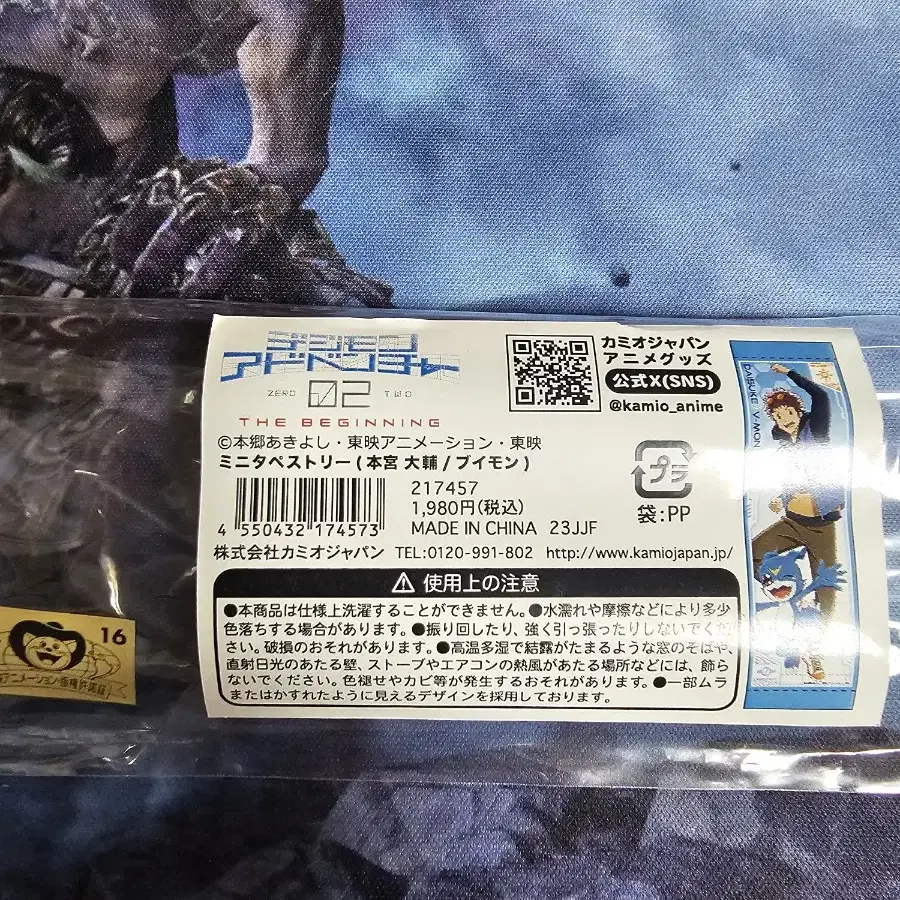 デジモン
アドベンチャー
ZERO 02 TWO
THE BEGINNING
©本郷あきよし・東映アニメーション・東映
ミニタペストリー ( 本宮 大輔 / ブイモン )
217457
1,980円(税込)
MADE IN CHINA 23JJF
4 550432 174573
株式会社カミオジャパン TEL:0120-991-802 http://www.kamiojapan.jp/
カミオジャパン
アニメグッズ
公式X(SNS)
@kamio_anime
プラ
袋:PP
DAISUKE V-MON
使用上の注意
●本商品は仕様上洗濯することができません。●水濡れや摩擦などにより多少
色落ちする場合があります。●振り回したり、強く引っ張ったりしないでくだ
さい。破損のおそれがあります。●高温多湿で結露がたまるような窓のそばや、
直射日光のあたる壁、ストーブやエアコンの熱風があたる場所などには、飾ら
ないでください。色褪せやカビ等が発生するおそれがあります。●一部ムラ
またはかすれたように見えるデザインを採用しております。
16
アニメーション版権許諾証